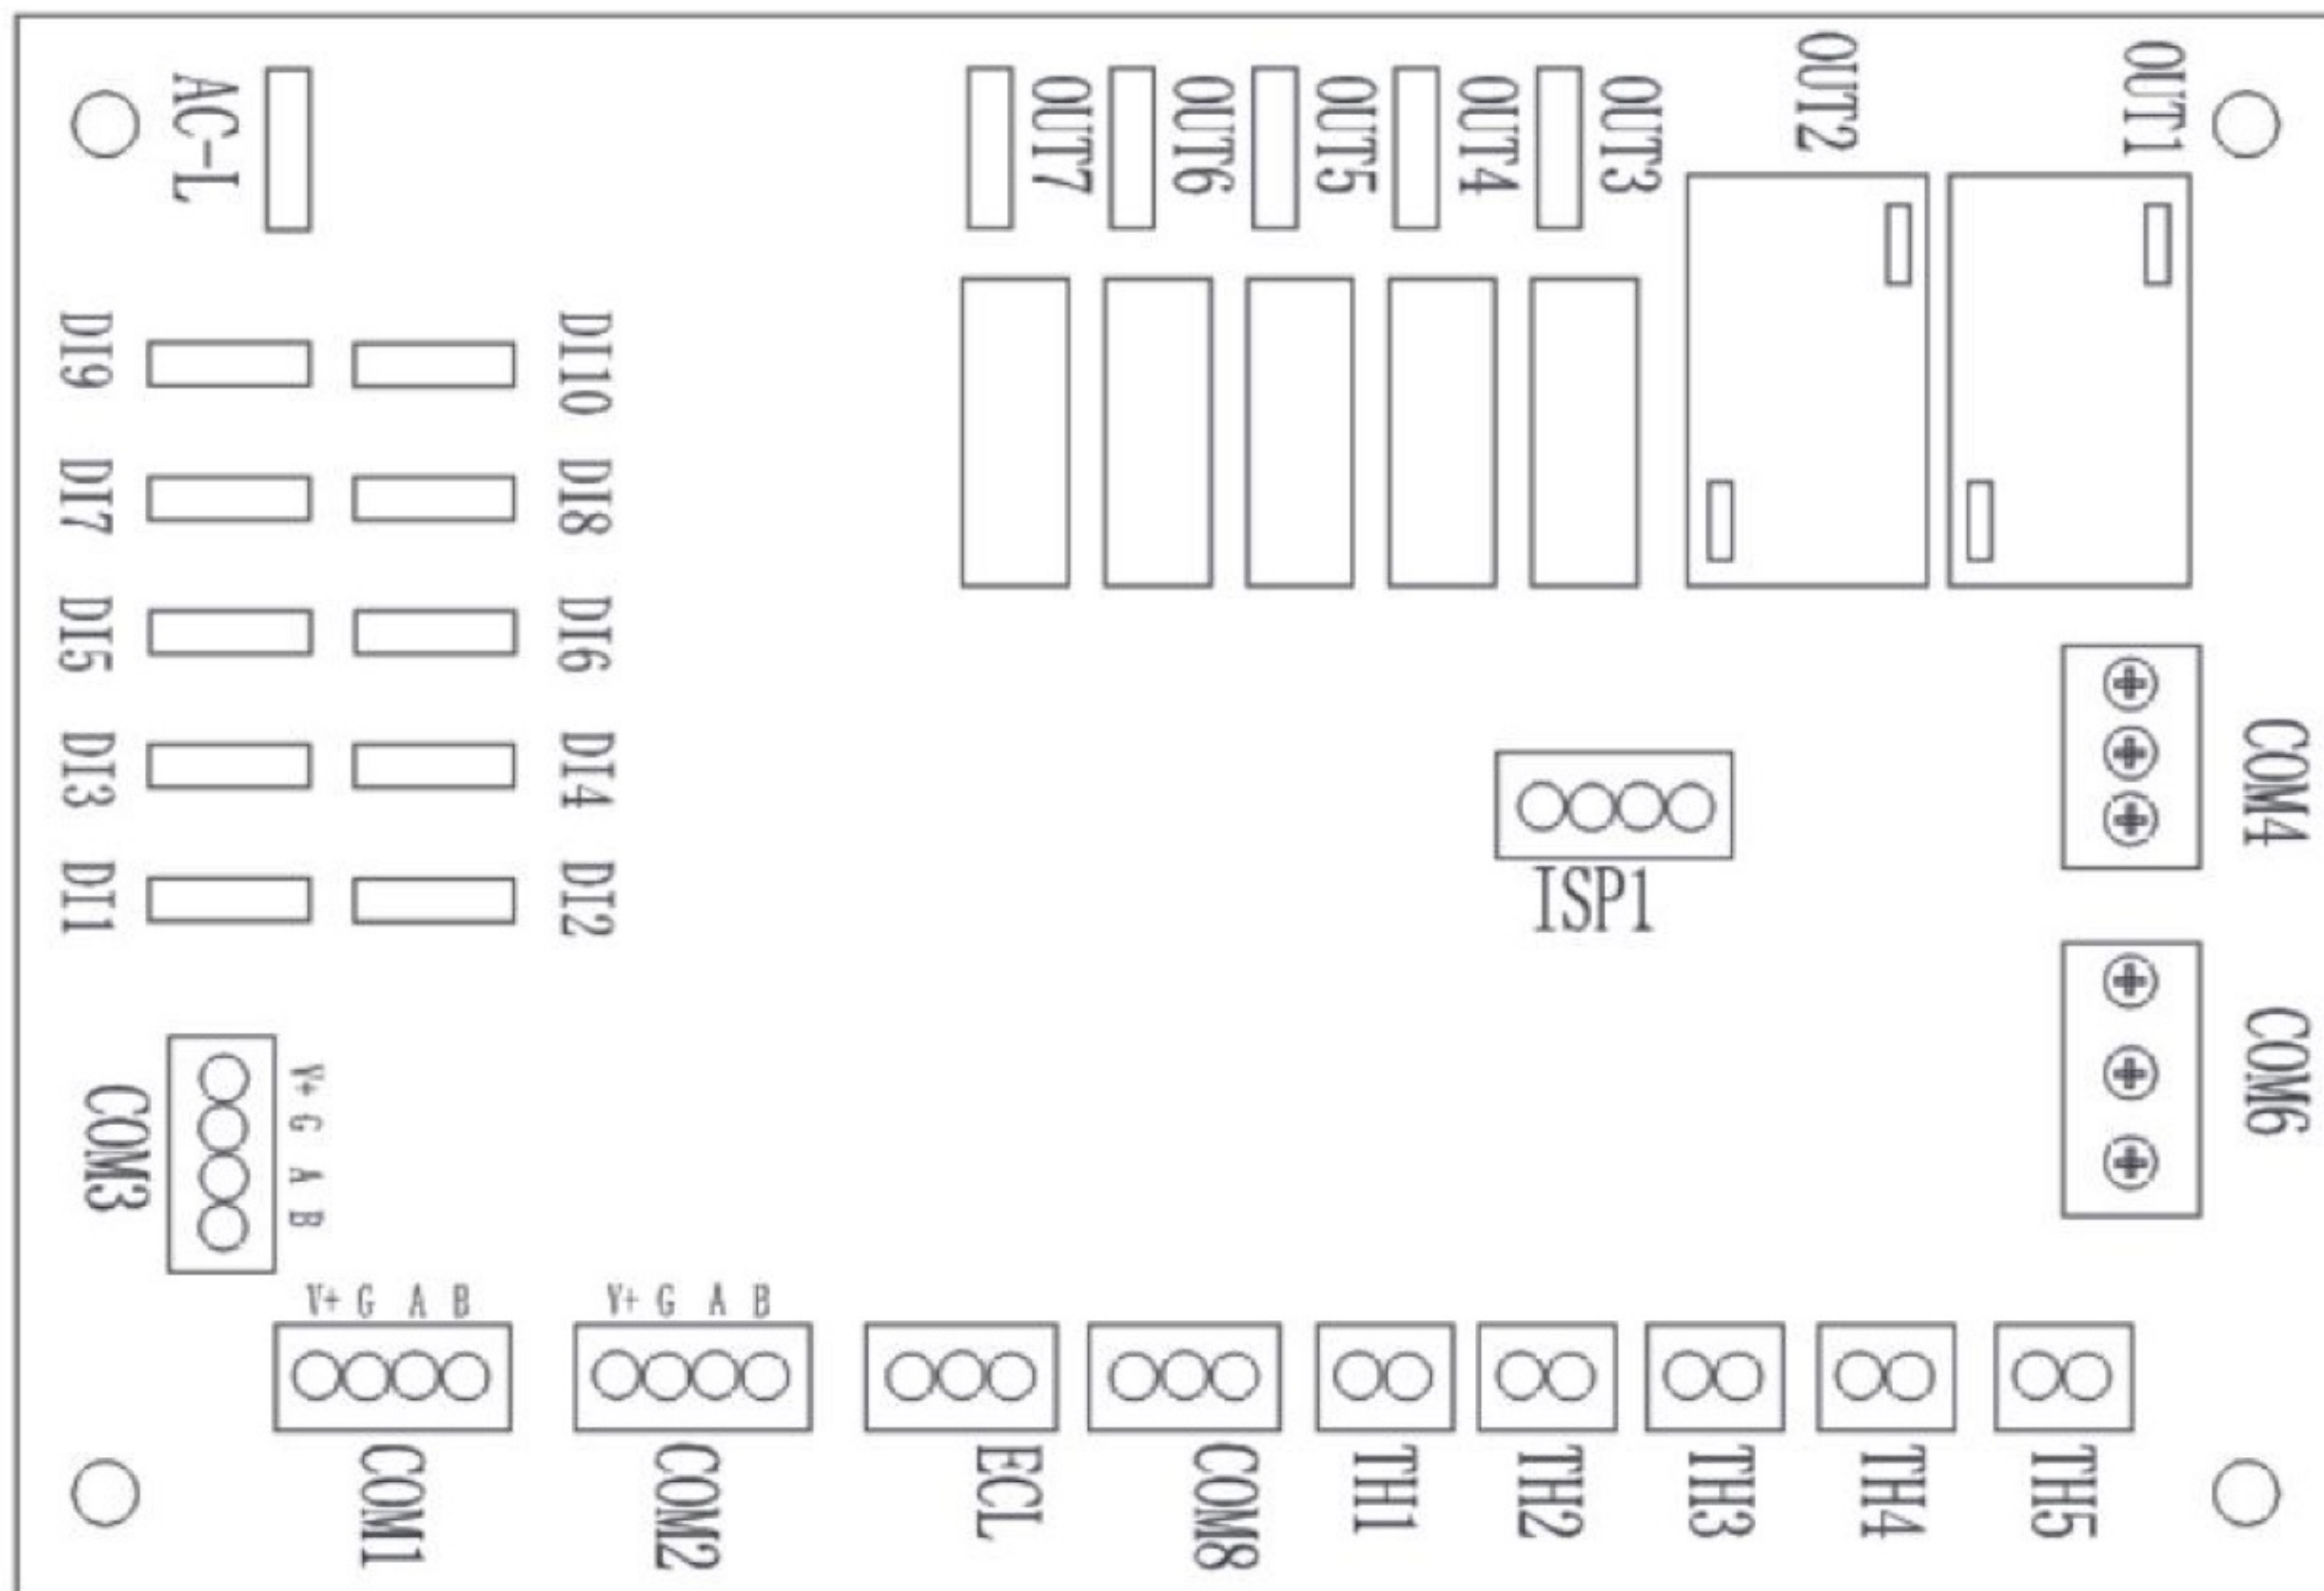 AC-L
OUT7
OUT6
OUT5
OUT4
OUT3
OUT2
OUT1
DI9
DI10
DI7
DI8
DI5
DI6
DI3
DI4
DI1
DI2
ISP1
COM4
COM6
COM3
V+ G A B
V+ G A B
V+ G A B
COM1
COM2
ECL
COM8
TH1
TH2
TH3
TH4
TH5